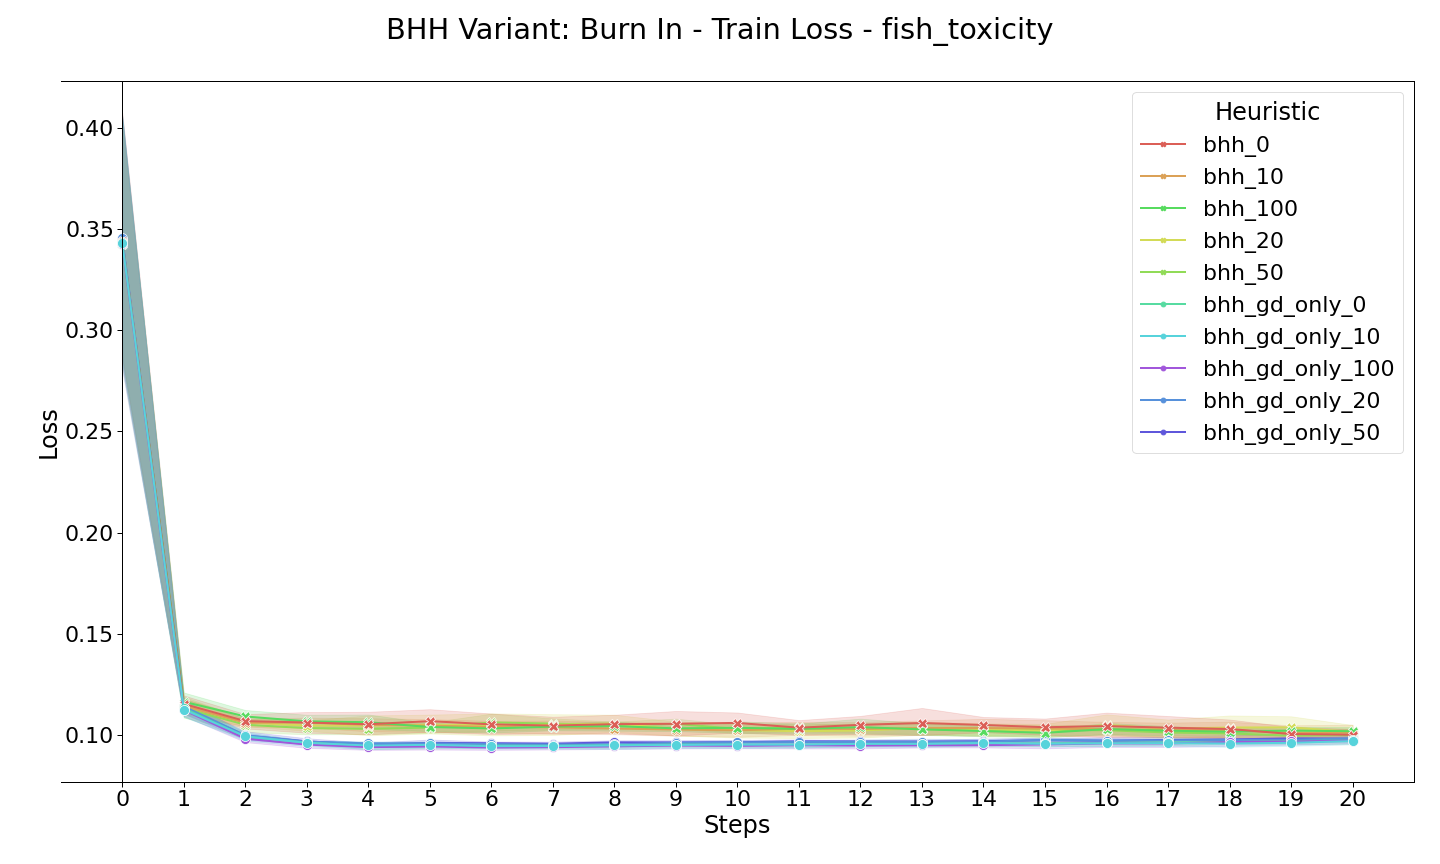 BHH Variant: Burn In - Train Loss - fish_toxicity
Heuristic
bhh_0
bhh_10
bhh_100
bhh_20
bhh_50
bhh_gd_only_0
bhh_gd_only_10
bhh_gd_only_100
bhh_gd_only_20
bhh_gd_only_50
Loss
0.40
0.35
0.30
0.25
0.20
0.15
0.10
0 1 2 3 4 5 6 7 8 9 10 11 12 13 14 15 16 17 18 19 20
Steps